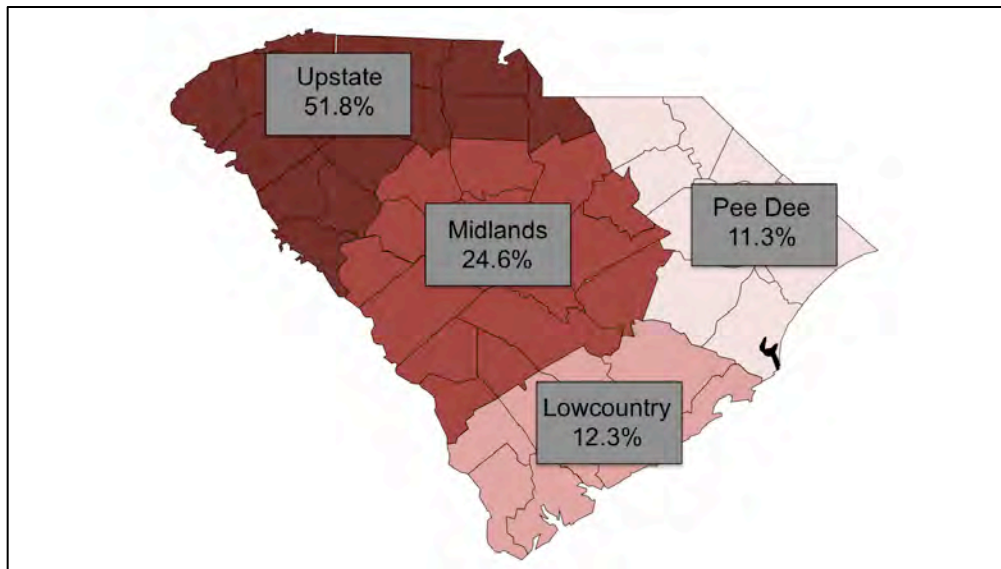 Upstate
51.8%
Midlands
24.6%
Pee Dee
11.3%
Lowcountry
12.3%